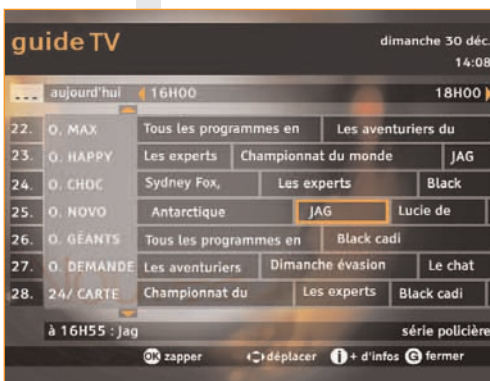 guide TV dimanche 30 déc.
14:08
--- aujourd'hui 16H00 18H00
22. O. MAX Tous les programmes en Les aventuriers du
23. O. HAPPY Les experts Championnat du monde JAG
24. O. CHOC Sydney Fox, Les experts Black
25. O. NOVO Antarctique JAG Lucie de
26. O. GÉANTS Tous les programmes en Black cadi
27. O. DEMANDE Les aventuriers Dimanche évasion Le chat
28. 24/ CARTE Championnat du Les experts Black cadi
à 16H55 : Jag série policière
OK zapper déplacer i + d'infos G fermer